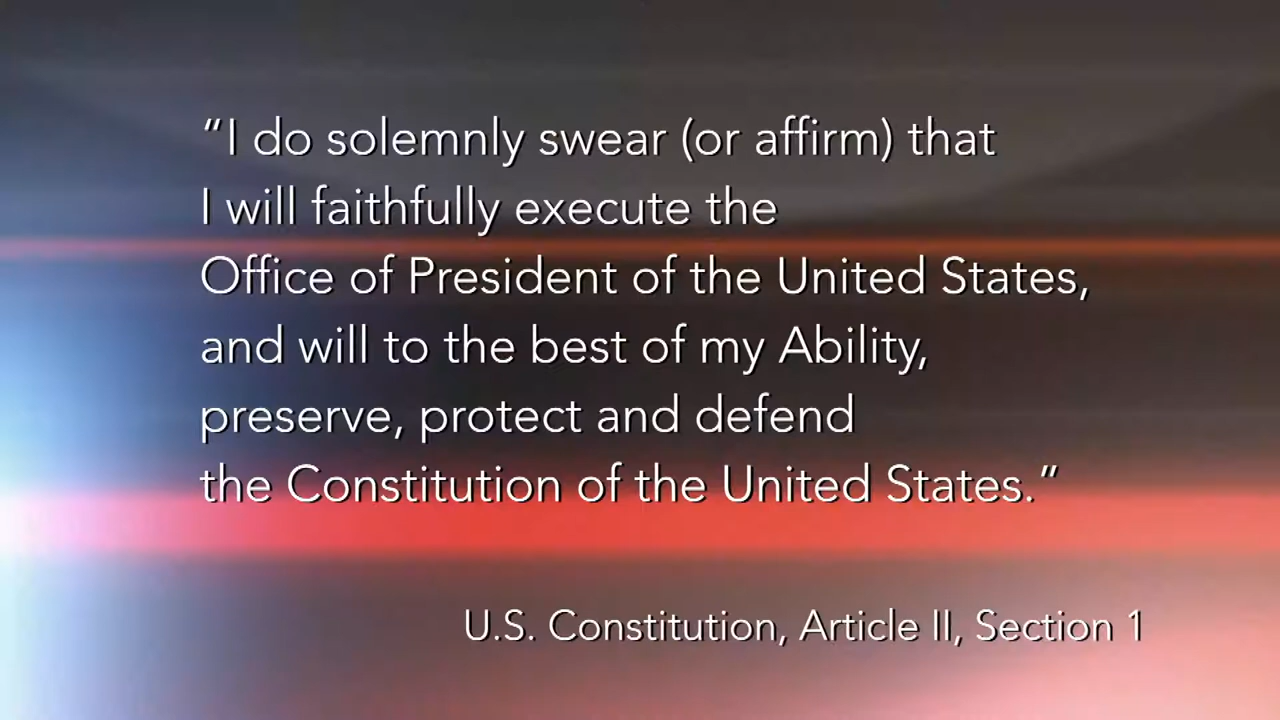 “I do solemnly swear (or affirm) that
I will faithfully execute the
Office of President of the United States,
and will to the best of my Ability,
preserve, protect and defend
the Constitution of the United States.”
U.S. Constitution, Article II, Section 1